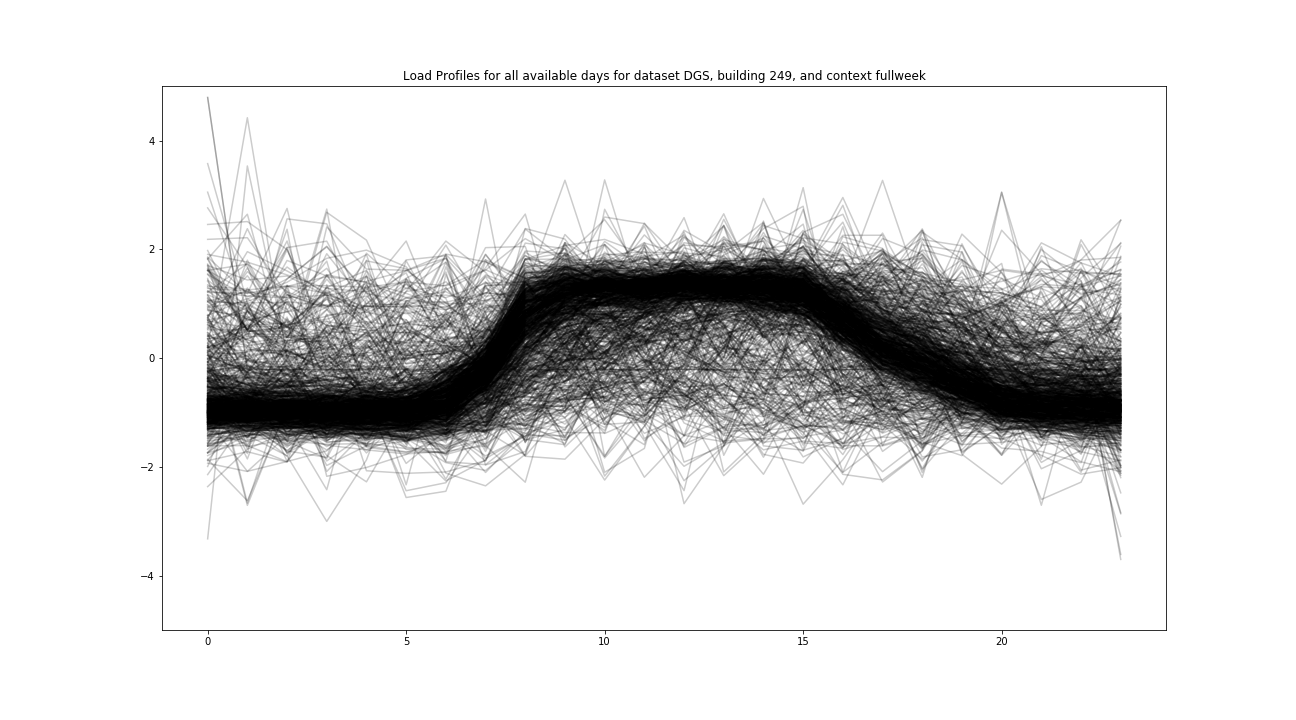 Load Profiles for all available days for dataset DGS, building 249, and context fullweek
4
2
0
−2
−4
0 5 10 15 20